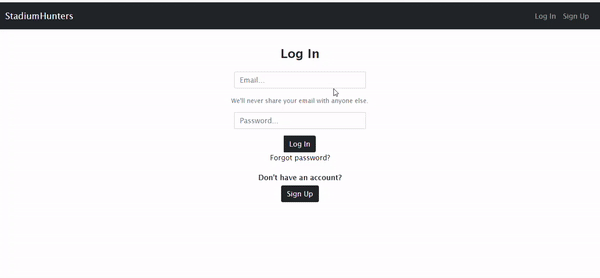 StadiumHunters
Log In Sign Up
Log In
Email...
We'll never share your email with anyone else.
Password...
Log In
Forgot password?
Don't have an account?
Sign Up